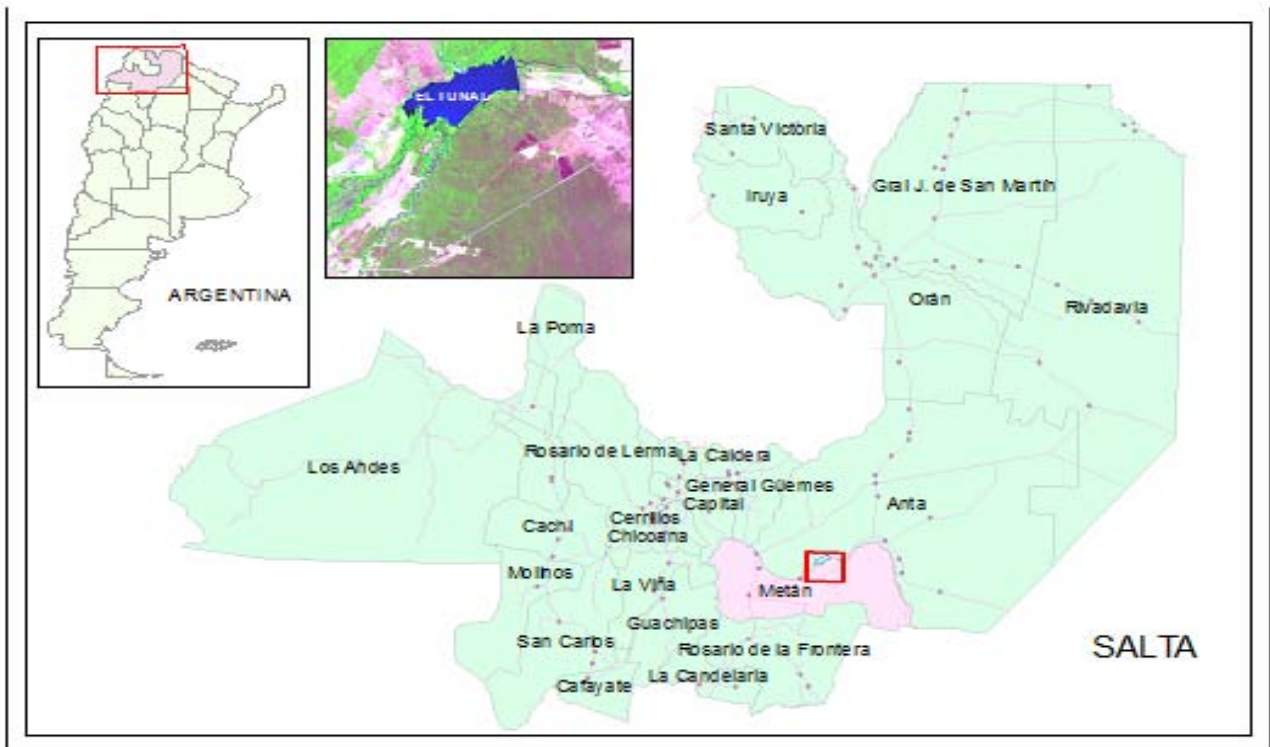 EL TUNAL
ARGENTINA
Santa Victoria
Iruya
Gral J. de San Martín
Orán
Rivadavia
La Poma
Los Andes
Rosario de Lerma
La Caldera
General Güemes
Capital
Cachi
Cerrillos
Chicoana
Anta
Molinos
La Viña
Metán
Guachipas
San Carlos
Rosario de la Frontera
La Candelaria
Cafayate
SALTA